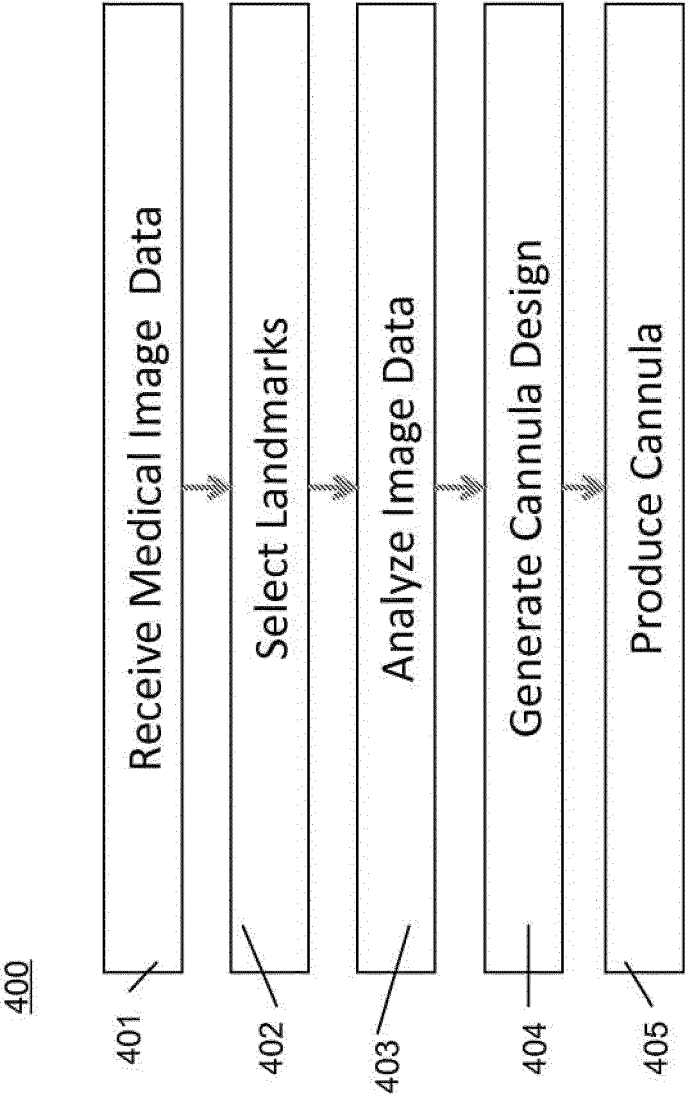 400
401
Receive Medical Image Data
402
Select Landmarks
403
Analyze Image Data
404
Generate Cannula Design
405
Produce Cannula